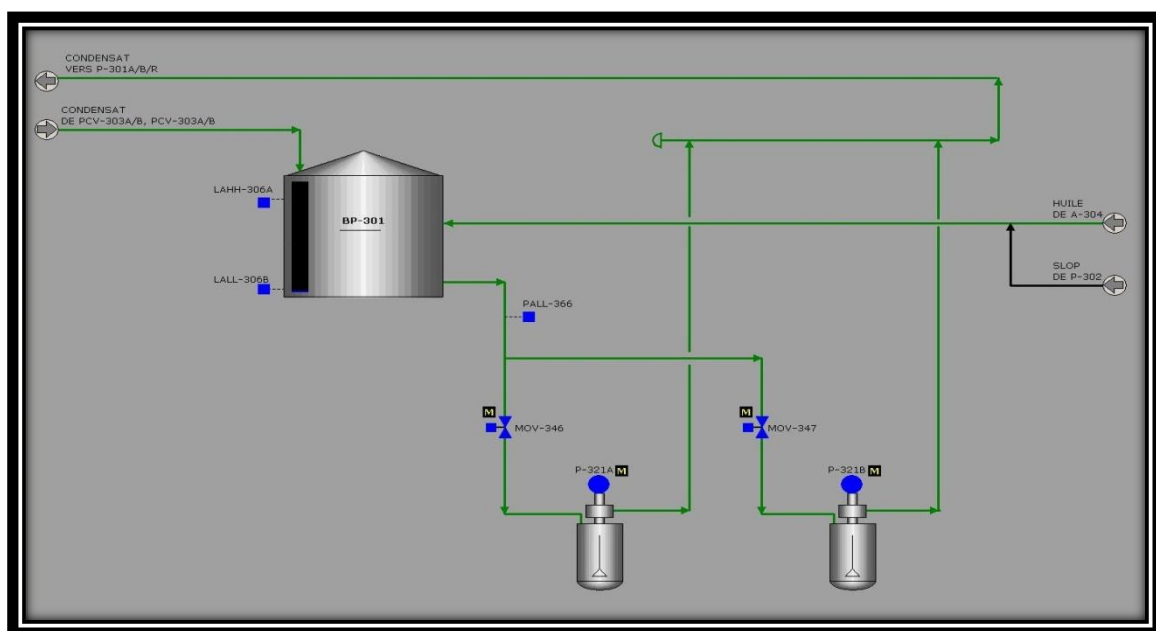 CONDENSAT
VERS P-301A/B/R
CONDENSAT
DE PCV-303A/B, PCV-303A/B
LAHH-306A
BP-301
HUILE
DE A-304
LALL-306B
SLOP
DE P-302
PALL-366
M
MOV-346
M
MOV-347
P-321A M
P-321B M